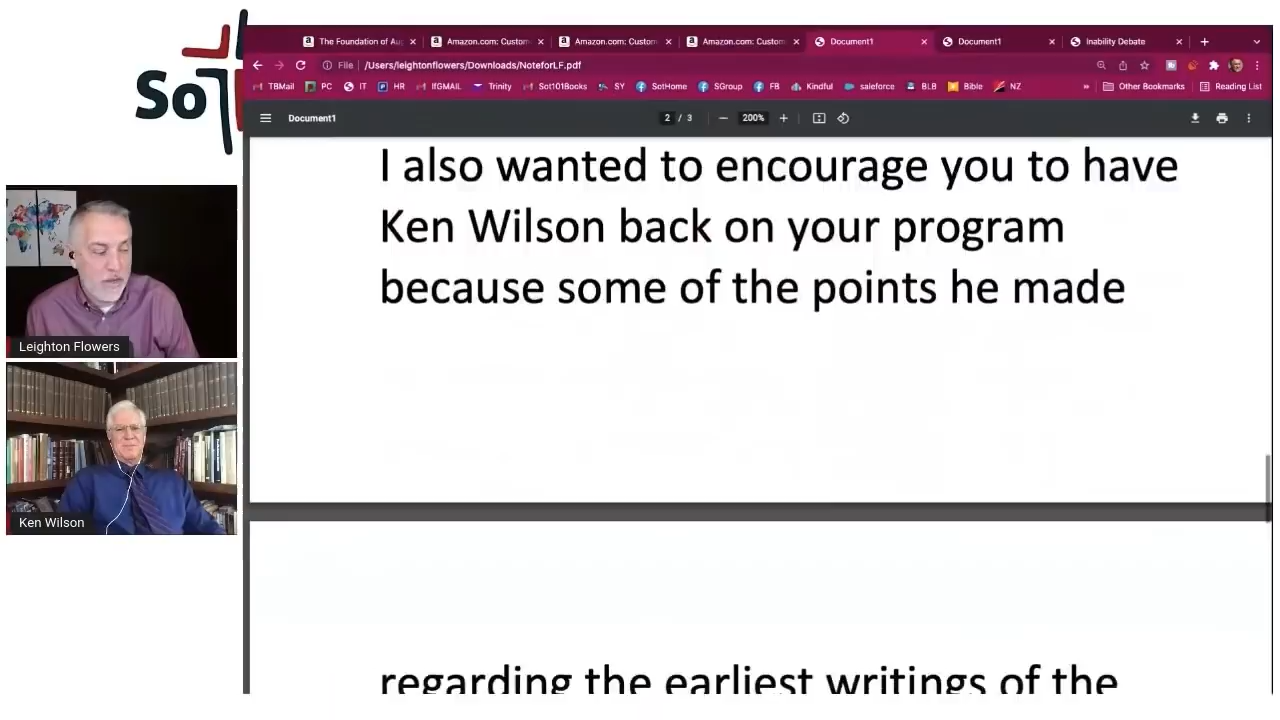 SoT
The Foundation of Au
Amazon.com: Custom
Amazon.com: Custom
Amazon.com: Custom
Document1
Document1
Inability Debate
File /Users/leightonflowers/Downloads/NoteforLF.pdf
TBMail PC IT HR IfGMAIL Trinity Sot101Books SY SotHome SGroup FB Kindful saleforce BLB Bible NZ » Other Bookmarks Reading List
Document1 2 / 3 200%
I also wanted to encourage you to have
Ken Wilson back on your program
because some of the points he made
regarding the earliest writings of the
Leighton Flowers
Ken Wilson